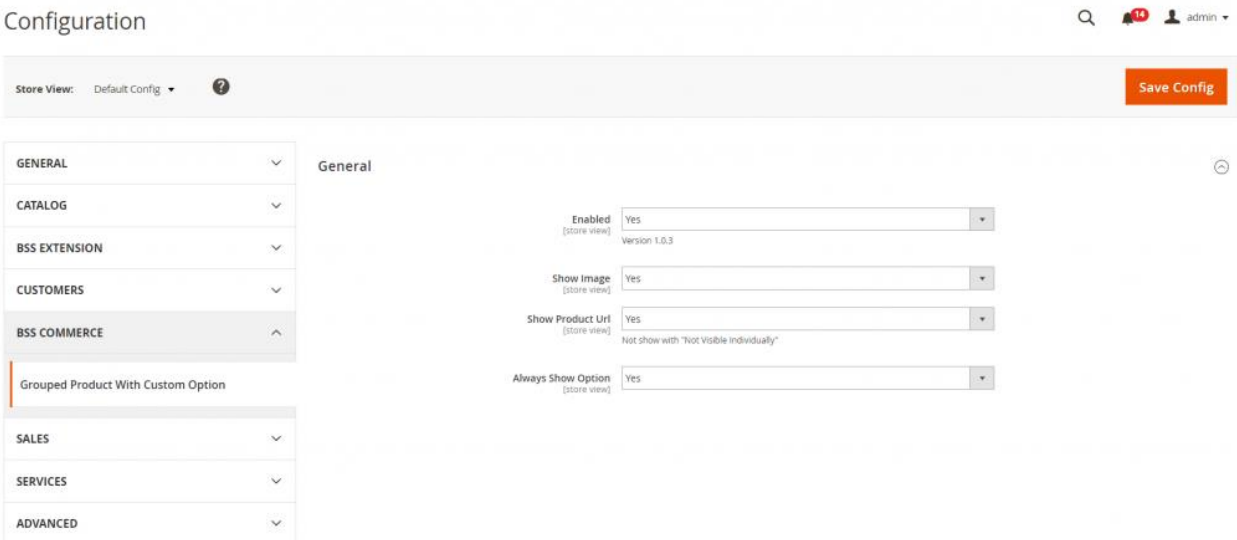 Configuration
14
admin
Store View: Default Config
?
Save Config
GENERAL
CATALOG
BSS EXTENSION
CUSTOMERS
BSS COMMERCE
Grouped Product With Custom Option
SALES
SERVICES
ADVANCED
General
Enabled Yes
[store view]
Version 1.0.3
Show Image Yes
[store view]
Show Product Url Yes
[store view]
Not show with "Not Visible Individually"
Always Show Option Yes
[store view]